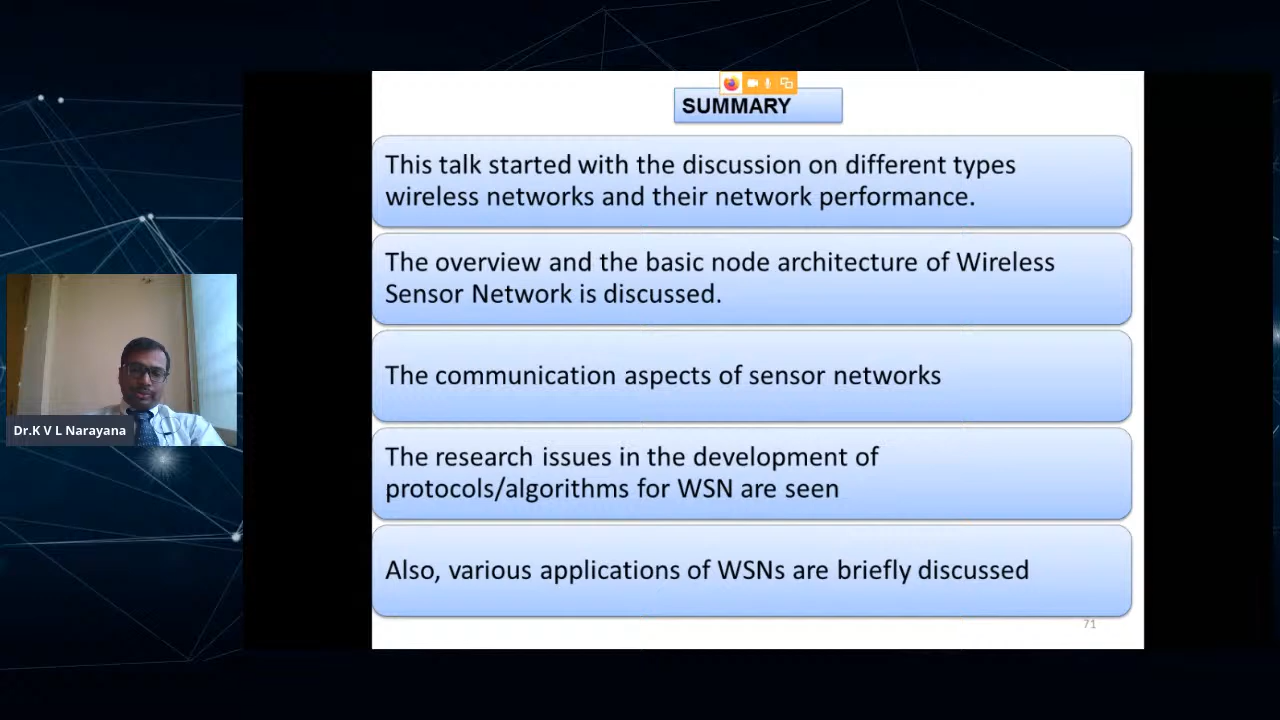 SUMMARY
This talk started with the discussion on different types
wireless networks and their network performance.
The overview and the basic node architecture of Wireless
Sensor Network is discussed.
The communication aspects of sensor networks
The research issues in the development of
protocols/algorithms for WSN are seen
Also, various applications of WSNs are briefly discussed
71
Dr.K V L Narayana